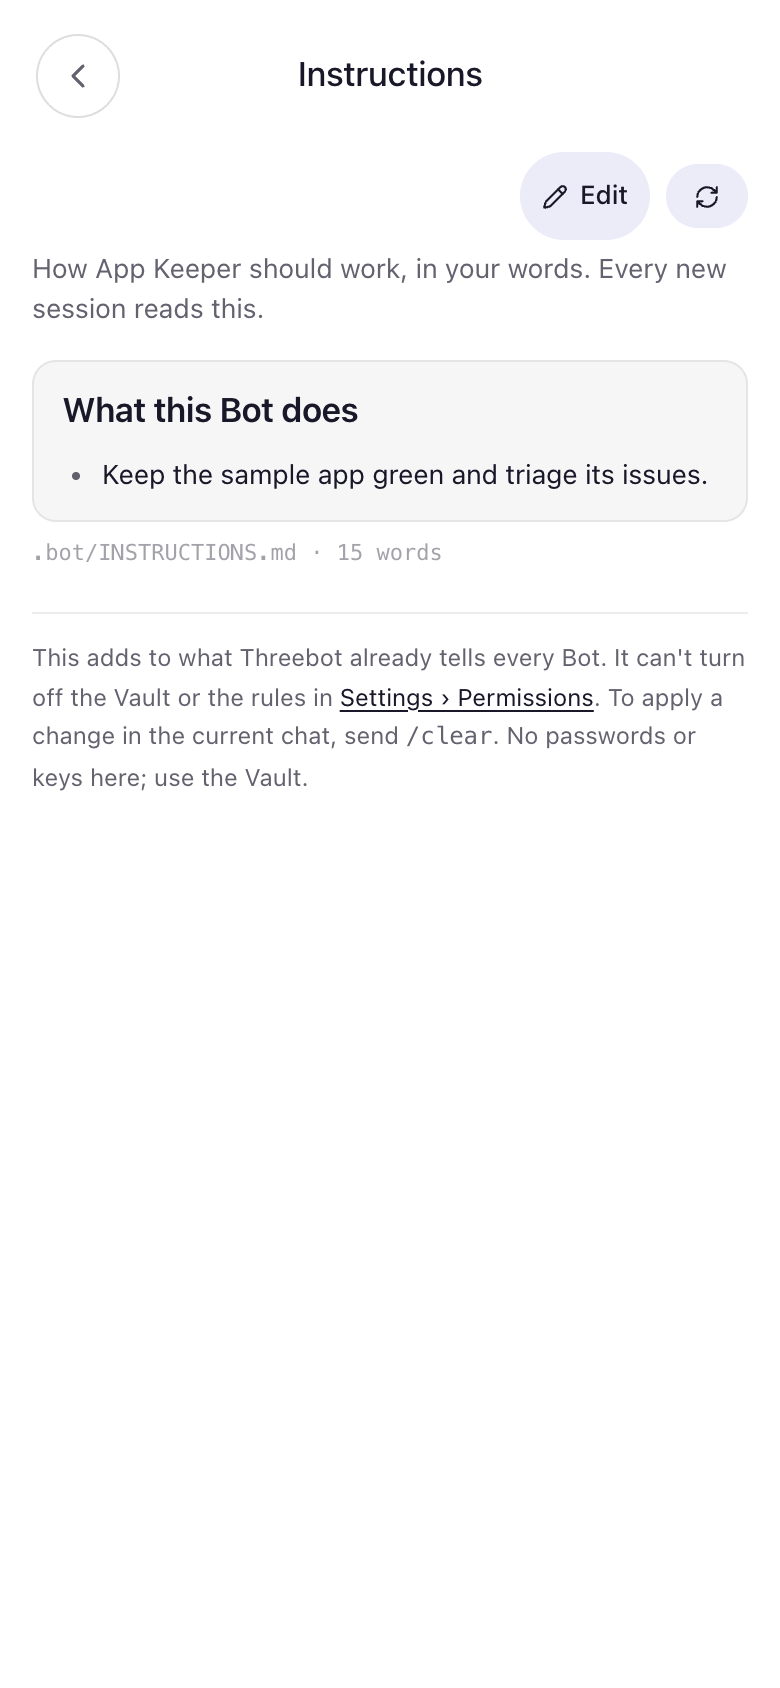 Instructions
Edit
How App Keeper should work, in your words. Every new
session reads this.
What this Bot does
• Keep the sample app green and triage its issues.
.bot/INSTRUCTIONS.md · 15 words
This adds to what Threebot already tells every Bot. It can't turn
off the Vault or the rules in Settings › Permissions. To apply a
change in the current chat, send /clear. No passwords or
keys here; use the Vault.